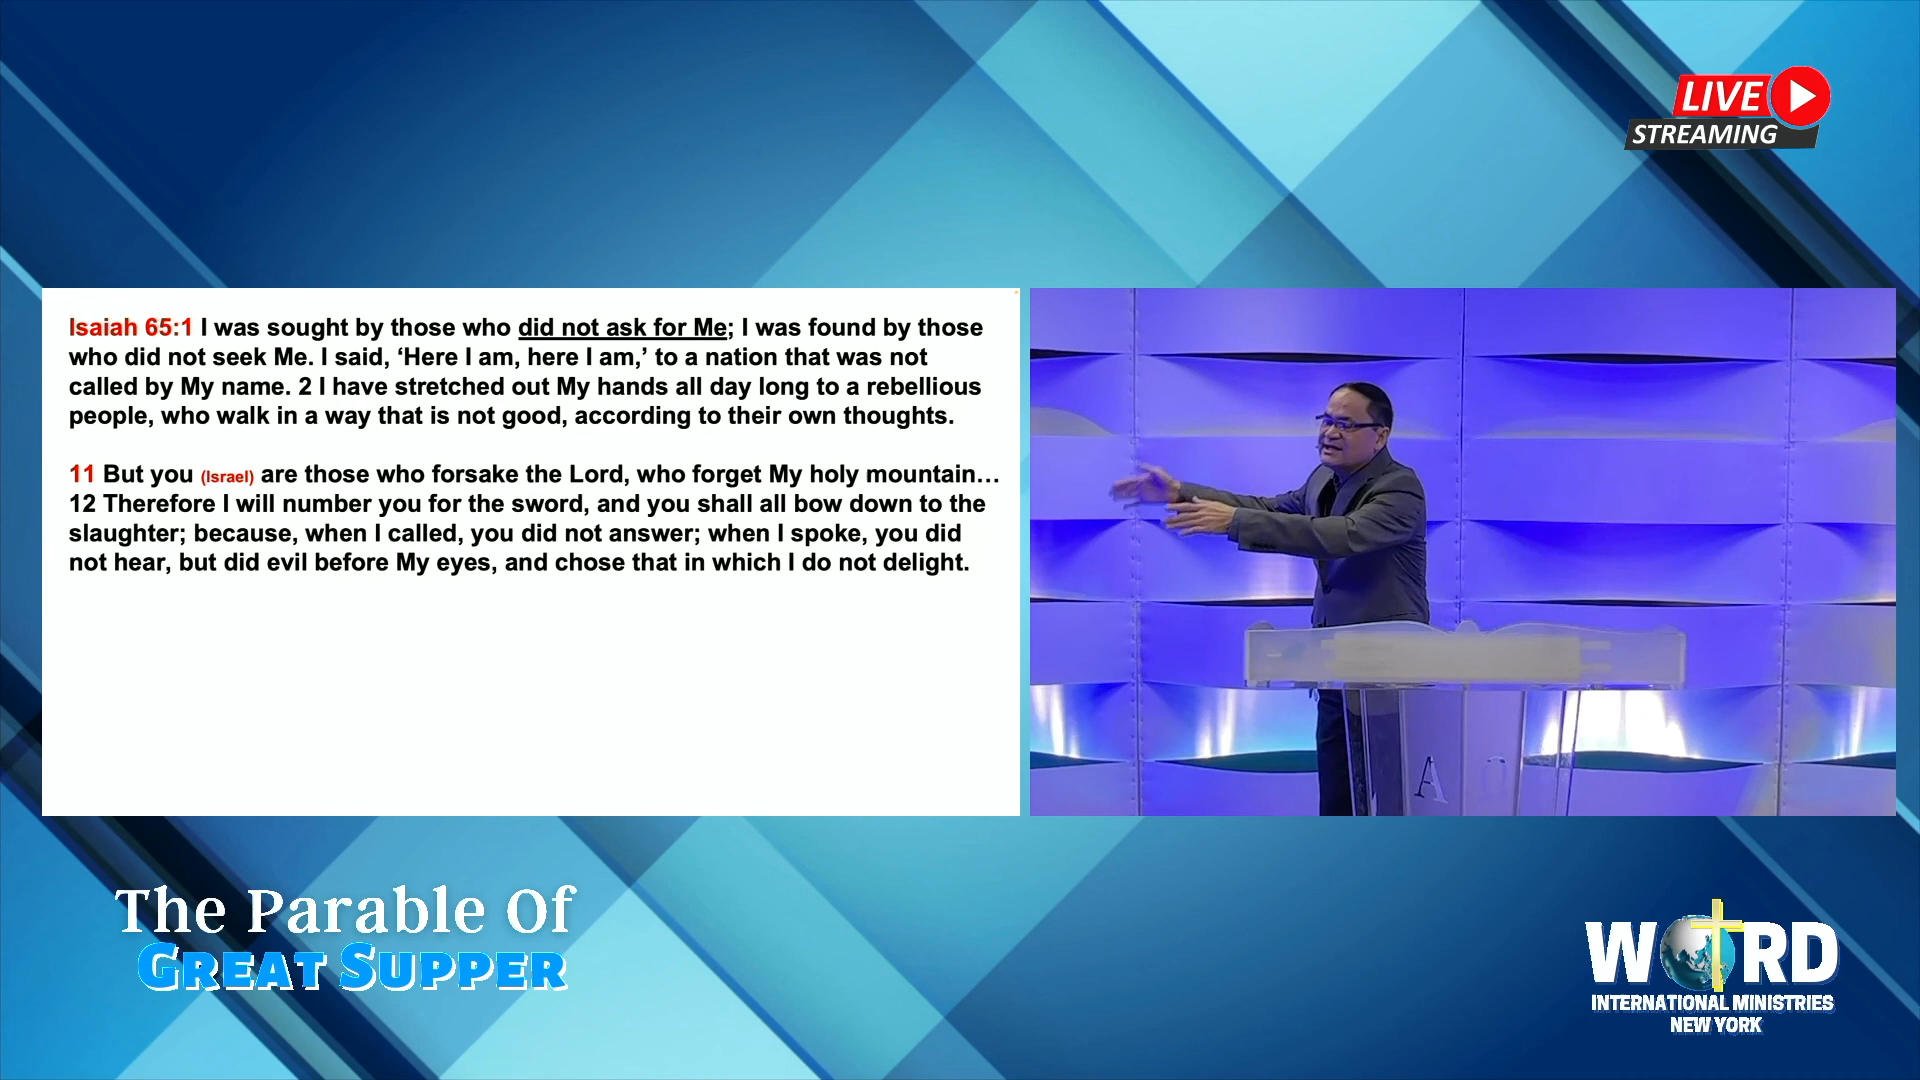 LIVE
STREAMING
Isaiah 65:1 I was sought by those who did not ask for Me; I was found by those
who did not seek Me. I said, ‘Here I am, here I am,’ to a nation that was not
called by My name. 2 I have stretched out My hands all day long to a rebellious
people, who walk in a way that is not good, according to their own thoughts.
11 But you (Israel) are those who forsake the Lord, who forget My holy mountain…
12 Therefore I will number you for the sword, and you shall all bow down to the
slaughter; because, when I called, you did not answer; when I spoke, you did
not hear, but did evil before My eyes, and chose that in which I do not delight.
A O
The Parable Of
GREAT SUPPER
WORD
INTERNATIONAL MINISTRIES
NEW YORK